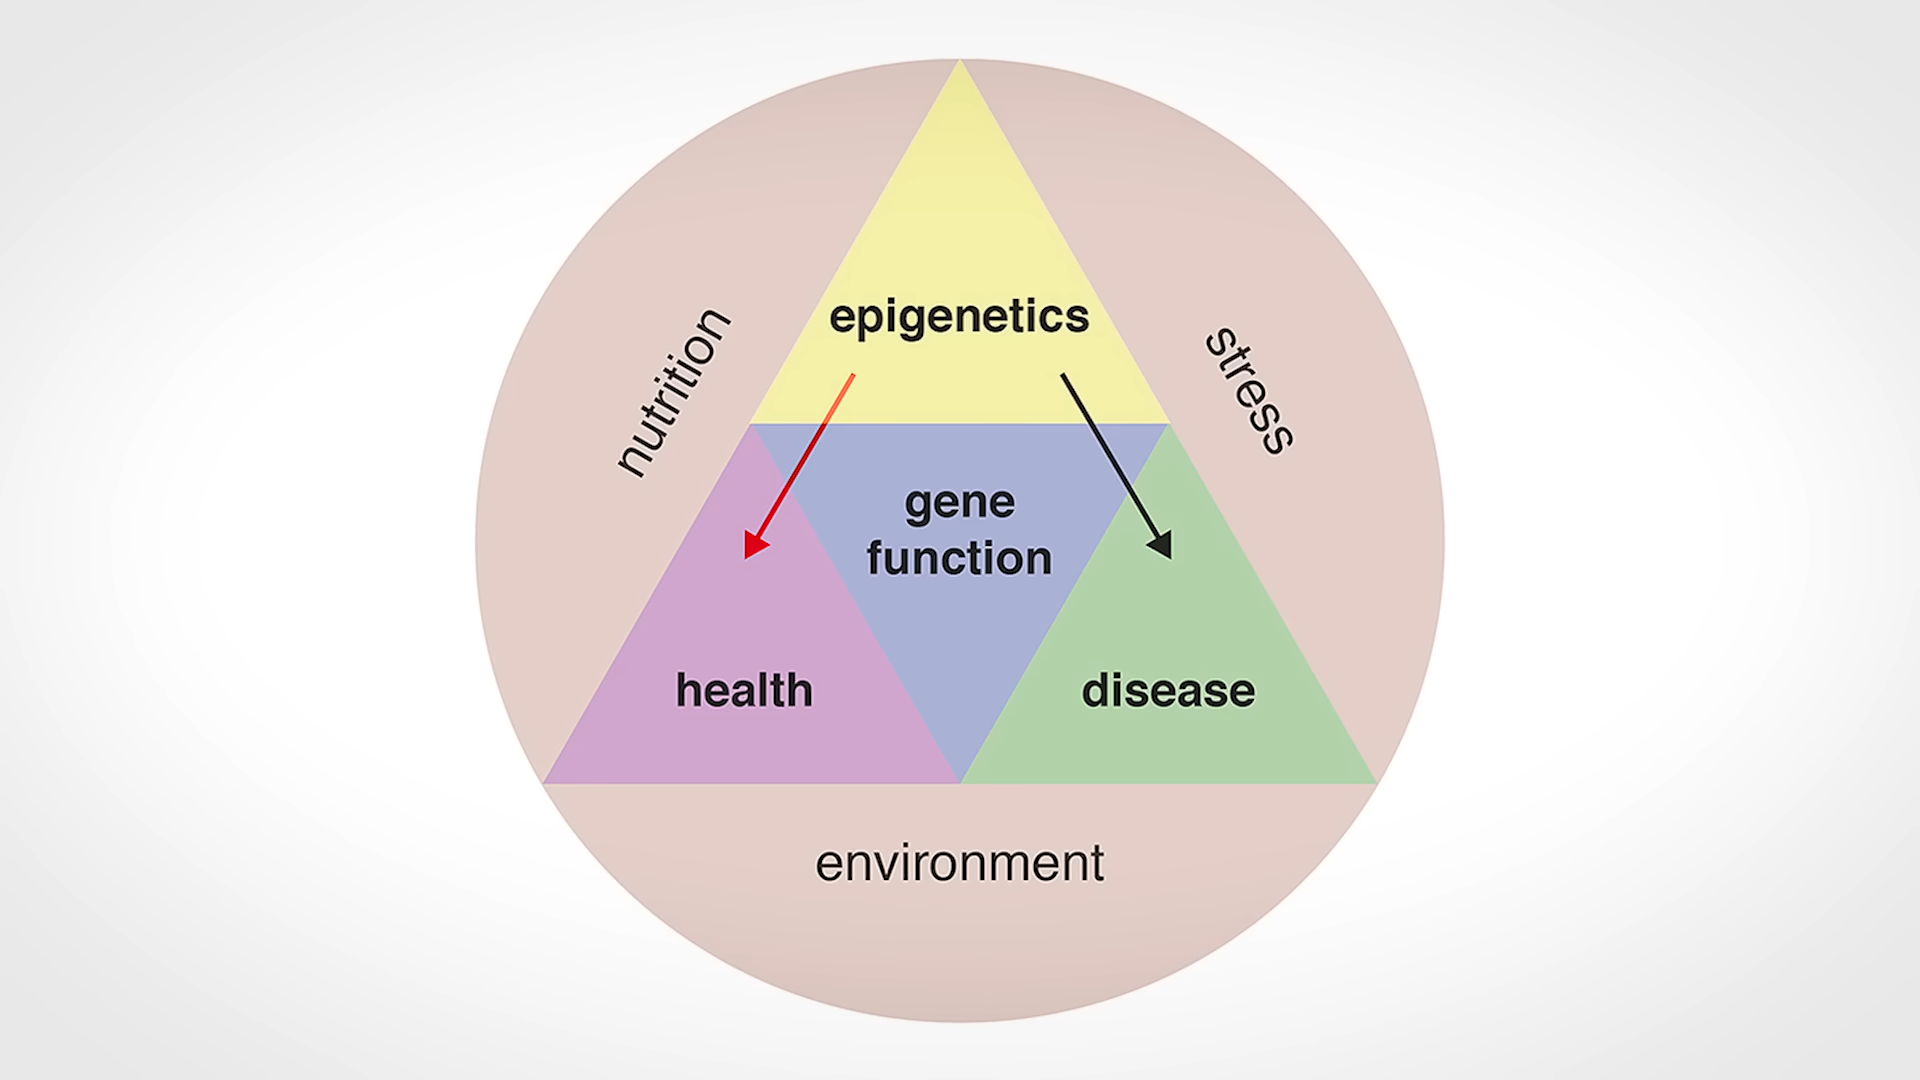 epigenetics
nutrition
stress
gene
function
health
disease
environment